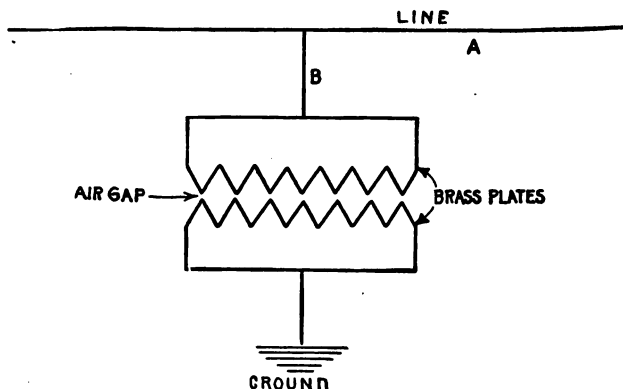 LINE
A
B
AIR GAP
BRASS PLATES
GROUND